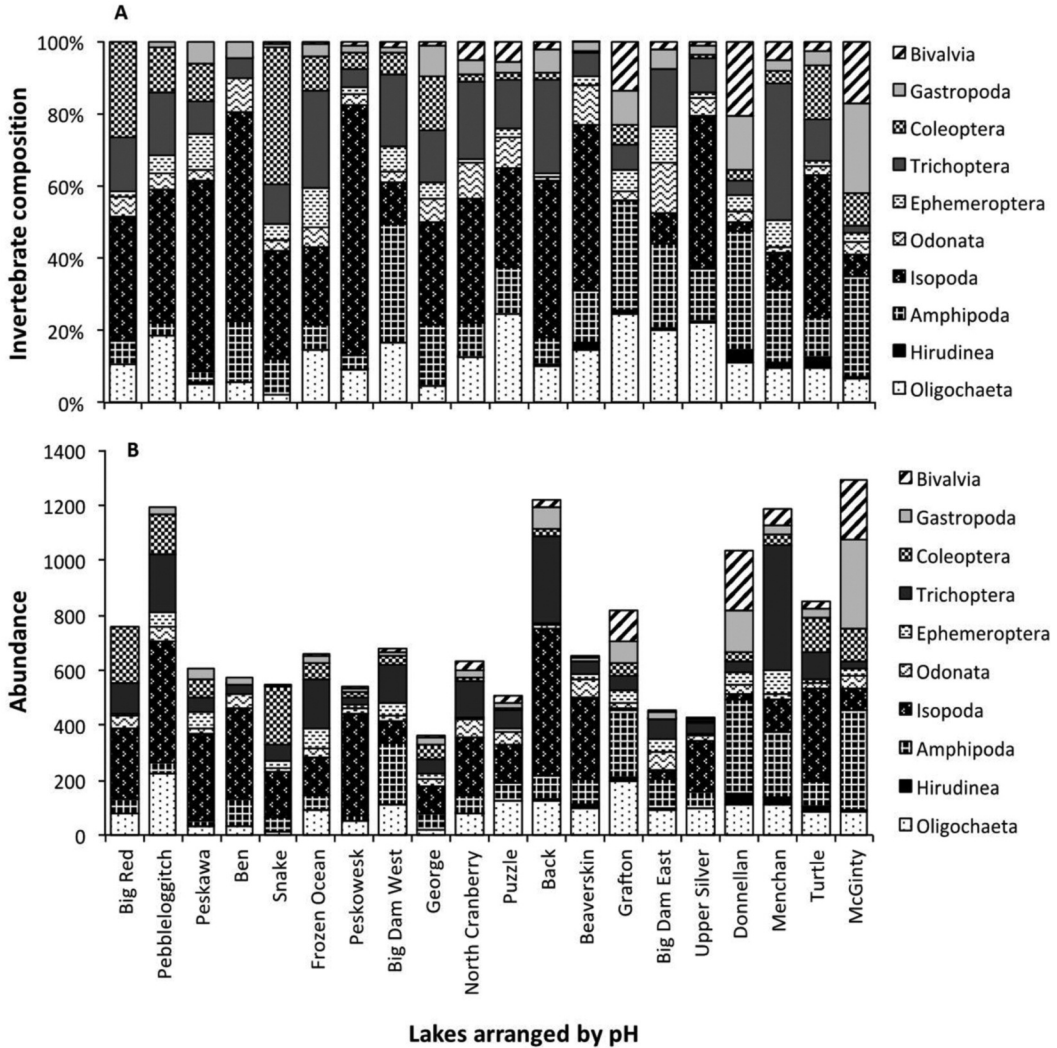 A
100%
80%
60%
40%
20%
0%
Invertebrate composition
Bivalvia
Gastropoda
Coleoptera
Trichoptera
Ephemeroptera
Odonata
Isopoda
Amphipoda
Hirudinea
Oligochaeta
B
1400
1200
1000
800
600
400
200
0
Abundance
Bivalvia
Gastropoda
Coleoptera
Trichoptera
Ephemeroptera
Odonata
Isopoda
Amphipoda
Hirudinea
Oligochaeta
Big Red
Pebbleloggitch
Peskawa
Ben
Snake
Frozen Ocean
Peskowesk
Big Dam West
George
North Cranberry
Puzzle
Back
Beaverskin
Grafton
Big Dam East
Upper Silver
Donnellan
Menchan
Turtle
McGinty
Lakes arranged by pH